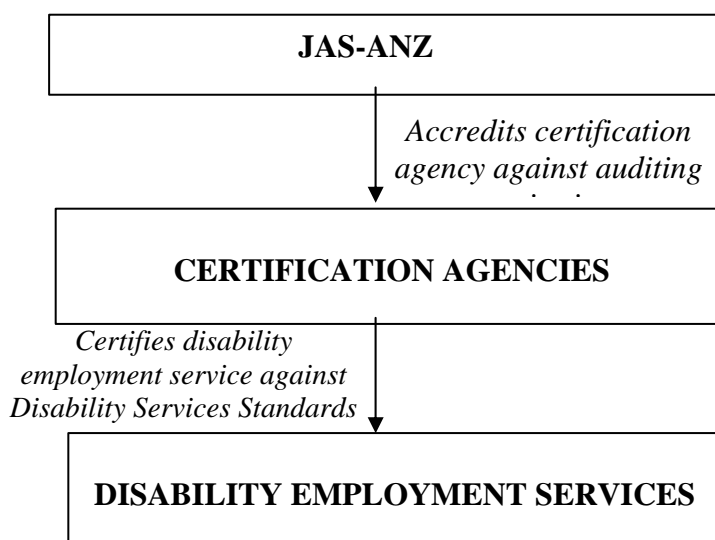 JAS-ANZ
Accredits certification
agency against auditing
CERTIFICATION AGENCIES
Certifies disability
employment service against
Disability Services Standards
DISABILITY EMPLOYMENT SERVICES